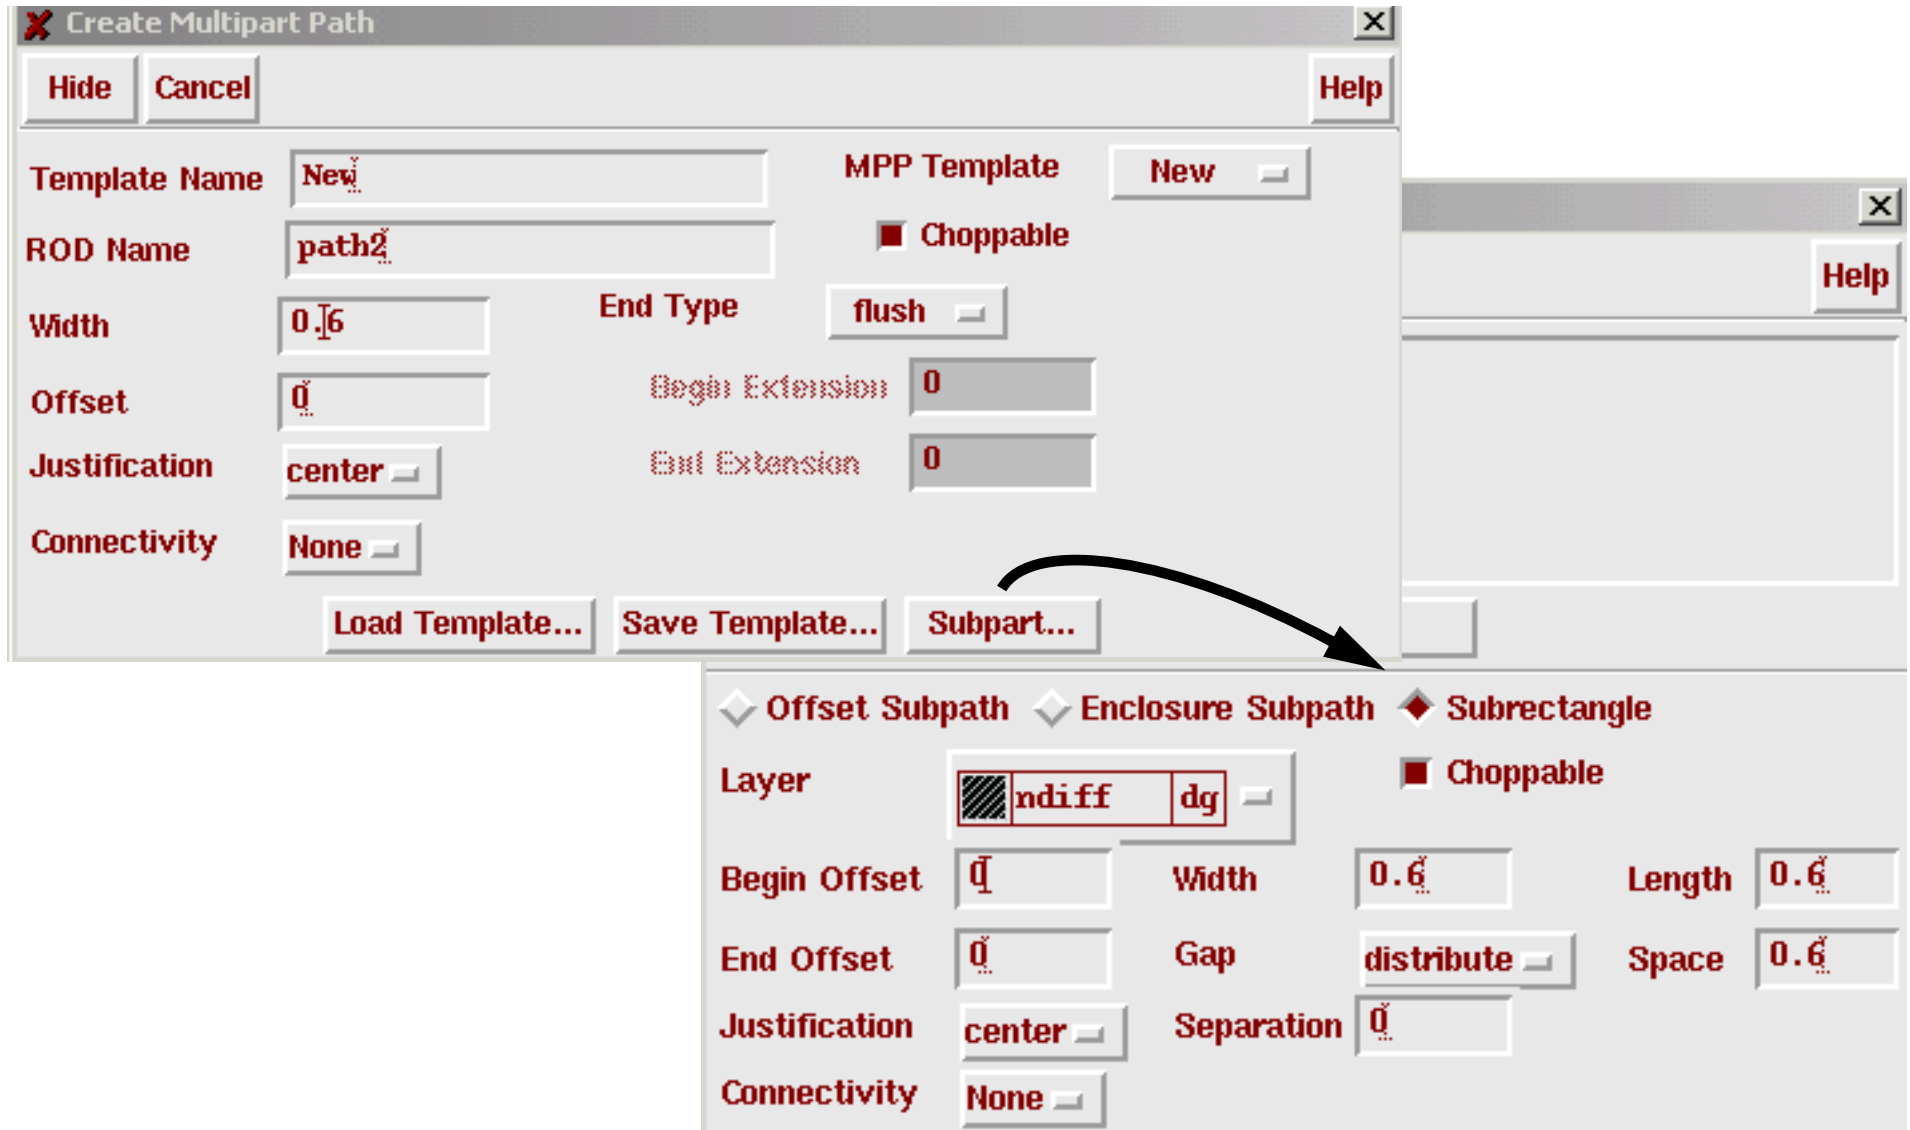 Create Multipart Path
Hide Cancel Help
Template Name New MPP Template New
ROD Name path2 Choppable
Width 0.6 End Type flush
Offset 0 Begin Extension 0
Justification center End Extension 0
Connectivity None
Load Template... Save Template... Subpart...
Help
Offset Subpath Enclosure Subpath Subrectangle
Layer ndiff dg Choppable
Begin Offset 0 Width 0.6 Length 0.6
End Offset 0 Gap distribute Space 0.6
Justification center Separation 0
Connectivity None